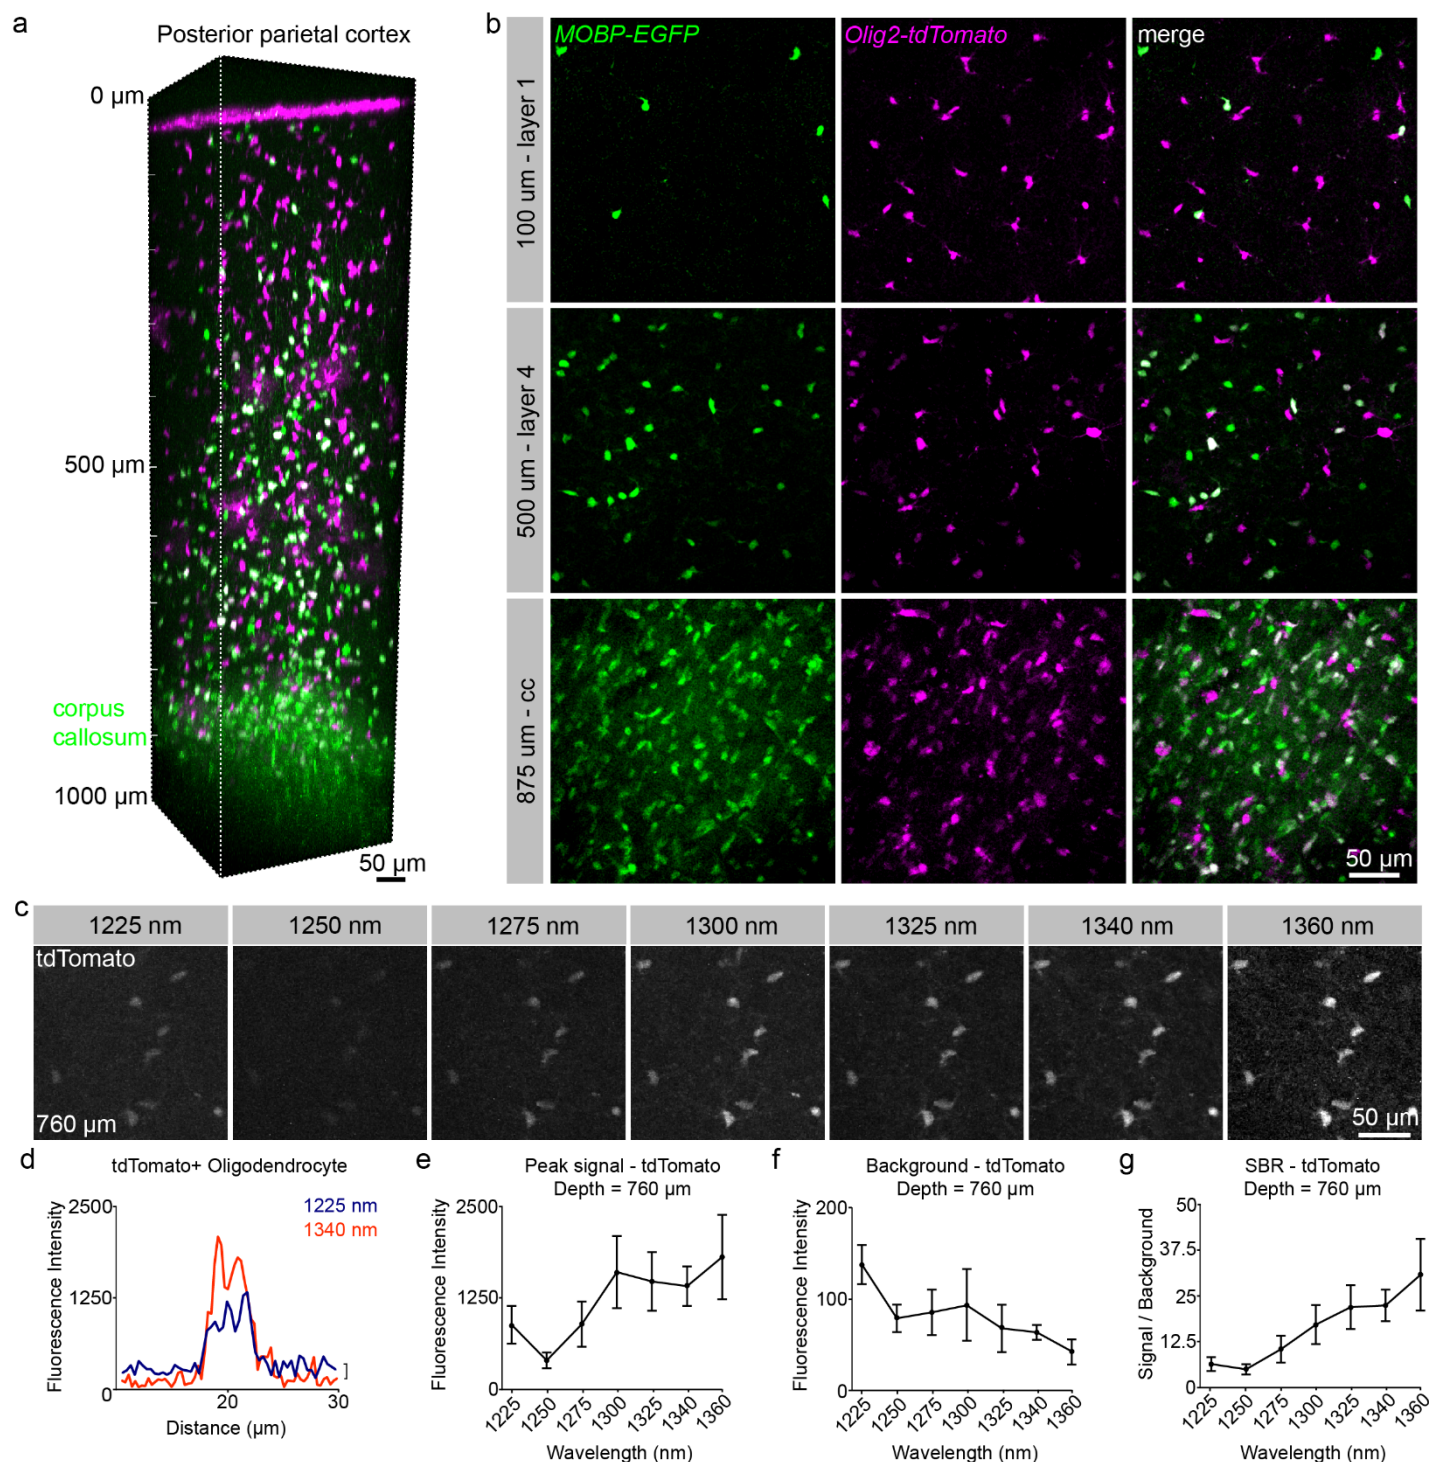 a
Posterior parietal cortex
0 µm
500 µm
corpus
callosum
1000 µm
50 µm
b
MOBP-EGFP
Olig2-tdTomato
merge
100 um - layer 1
500 um - layer 4
875 um - cc
50 µm
c
1225 nm
1250 nm
1275 nm
1300 nm
1325 nm
1340 nm
1360 nm
tdTomato
760 µm
50 µm
d
tdTomato+ Oligodendrocyte
1225 nm
1340 nm
Fluorescence Intensity
2500
1250
0
20
30
Distance (µm)
e
Peak signal - tdTomato
Depth = 760 µm
Fluorescence Intensity
2500
1250
0
1225
1250
1275
1300
1325
1340
1360
Wavelength (nm)
f
Background - tdTomato
Depth = 760 µm
Fluorescence Intensity
200
100
0
1225
1250
1275
1300
1325
1340
1360
Wavelength (nm)
g
SBR - tdTomato
Depth = 760 µm
Signal / Background
50
37.5
25
12.5
0
1225
1250
1275
1300
1325
1340
1360
Wavelength (nm)